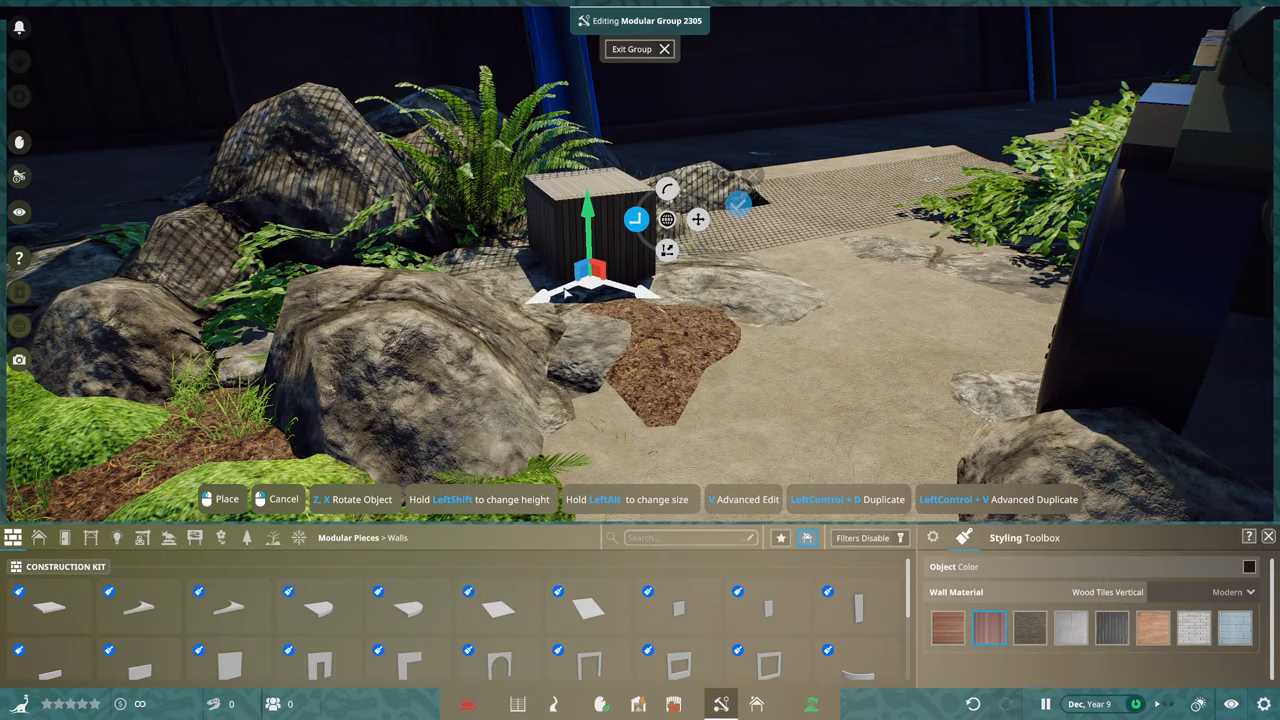 Editing Modular Group 2305
Exit Group
Place
Cancel
Z, X Rotate Object
Hold LeftShift to change height
Hold LeftAlt to change size
V Advanced Edit
LeftControl + D Duplicate
LeftControl + V Advanced Duplicate
Modular Pieces > Walls
Search...
Filters Disable
Styling Toolbox
?
CONSTRUCTION KIT
Object Color
Wall Material
Wood Tiles Vertical
Modern
0
0
Dec, Year 9